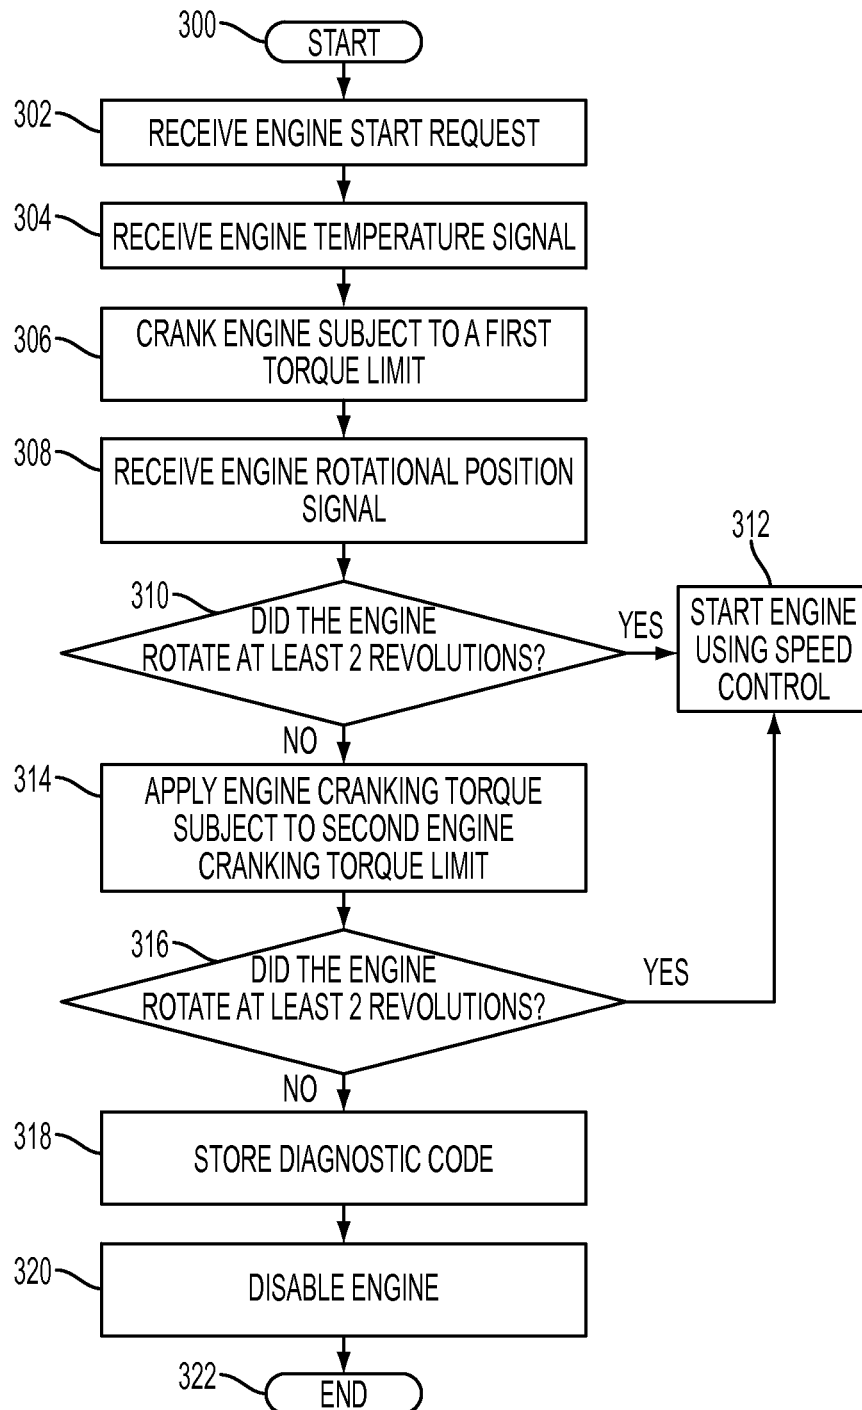 300
START
302
RECEIVE ENGINE START REQUEST
304
RECEIVE ENGINE TEMPERATURE SIGNAL
306
CRANK ENGINE SUBJECT TO A FIRST
TORQUE LIMIT
308
RECEIVE ENGINE ROTATIONAL POSITION
SIGNAL
310
DID THE ENGINE
ROTATE AT LEAST 2 REVOLUTIONS?
YES
312
START ENGINE
USING SPEED
CONTROL
NO
314
APPLY ENGINE CRANKING TORQUE
SUBJECT TO SECOND ENGINE
CRANKING TORQUE LIMIT
316
DID THE ENGINE
ROTATE AT LEAST 2 REVOLUTIONS?
YES
NO
318
STORE DIAGNOSTIC CODE
320
DISABLE ENGINE
322
END